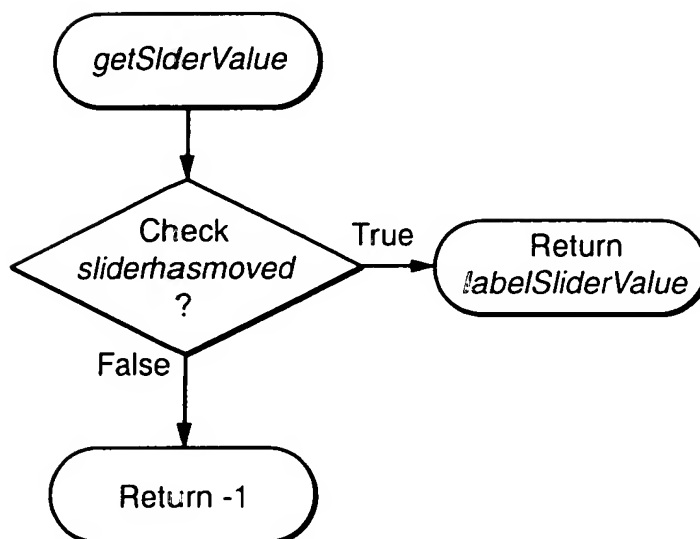 getSlderValue
Check
sliderhasmoved
?
True
Return
labelSliderValue
False
Return -1